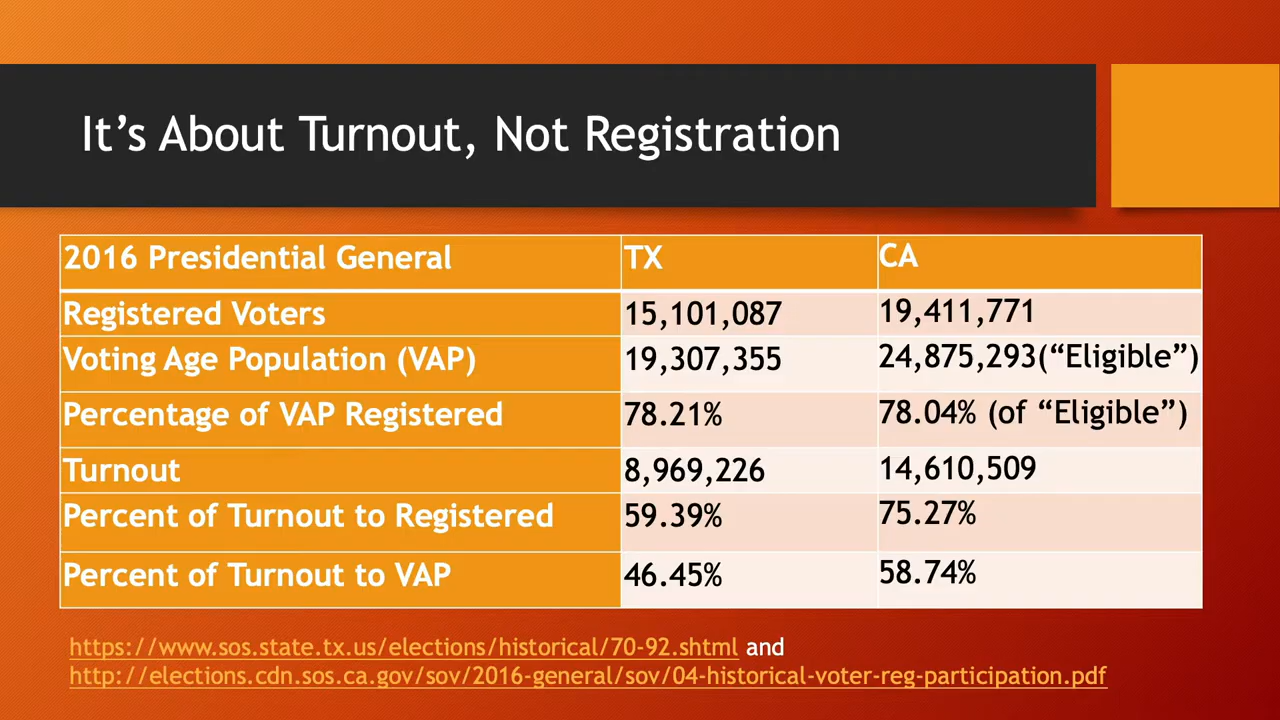 It's About Turnout, Not Registration
2016 Presidential General TX CA
Registered Voters 15,101,087 19,411,771
Voting Age Population (VAP) 19,307,355 24,875,293(“Eligible”)
Percentage of VAP Registered 78.21% 78.04% (of “Eligible”)
Turnout 8,969,226 14,610,509
Percent of Turnout to Registered 59.39% 75.27%
Percent of Turnout to VAP 46.45% 58.74%
https://www.sos.state.tx.us/elections/historical/70-92.shtml and
http://elections.cdn.sos.ca.gov/sov/2016-general/sov/04-historical-voter-reg-participation.pdf